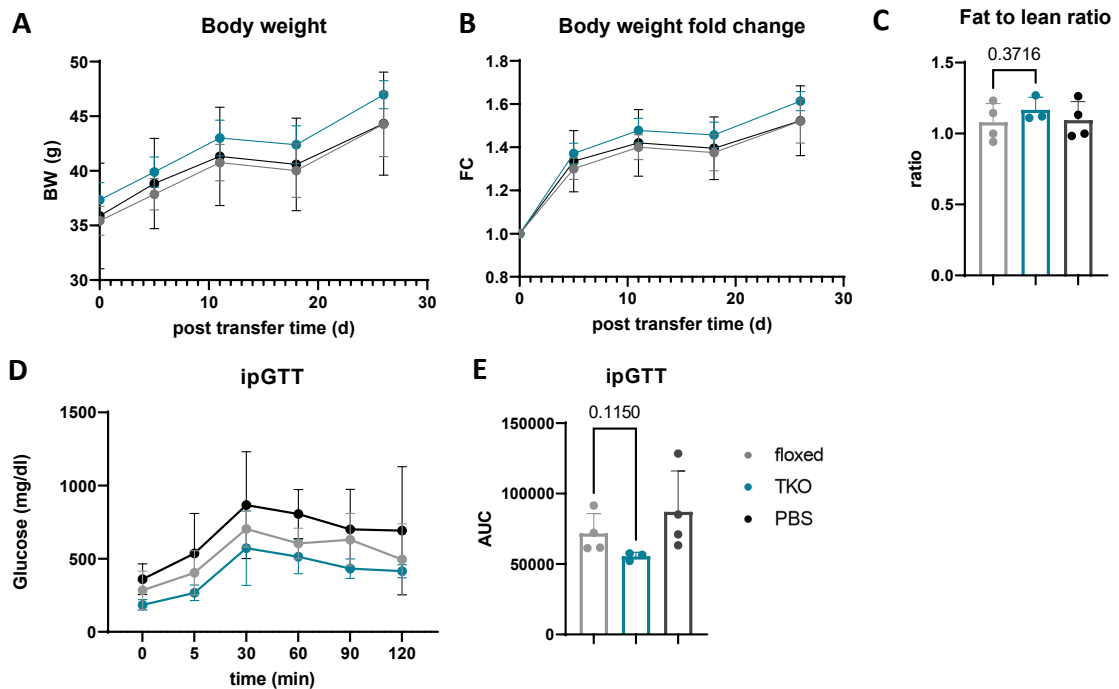 A
Body weight
BW (g)
50
45
40
35
30
0
10
20
30
post transfer time (d)
B
Body weight fold change
FC
1.8
1.6
1.4
1.2
1.0
0.8
0
10
20
30
post transfer time (d)
C
Fat to lean ratio
0.3716
ratio
1.5
1.0
0.5
0.0
D
ipGTT
Glucose (mg/dl)
1500
1000
500
0
0
5
30
60
90
120
time (min)
E
ipGTT
0.1150
AUC
150000
100000
50000
0
floxed
TKO
PBS